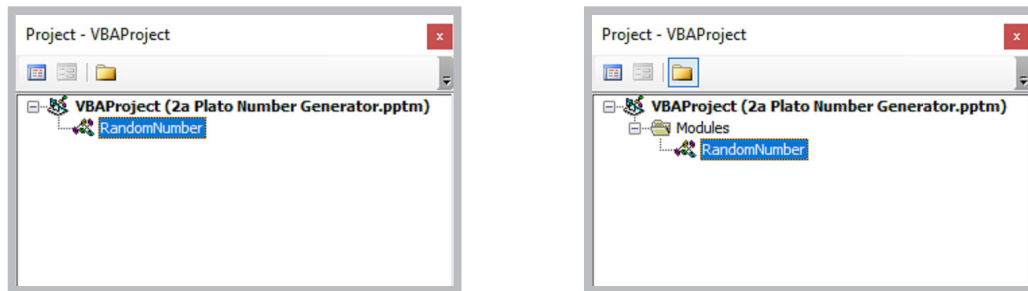 Project - VBAProject
x
VBAProject (2a Plato Number Generator.pptm)
RandomNumber
Project - VBAProject
x
VBAProject (2a Plato Number Generator.pptm)
Modules
RandomNumber